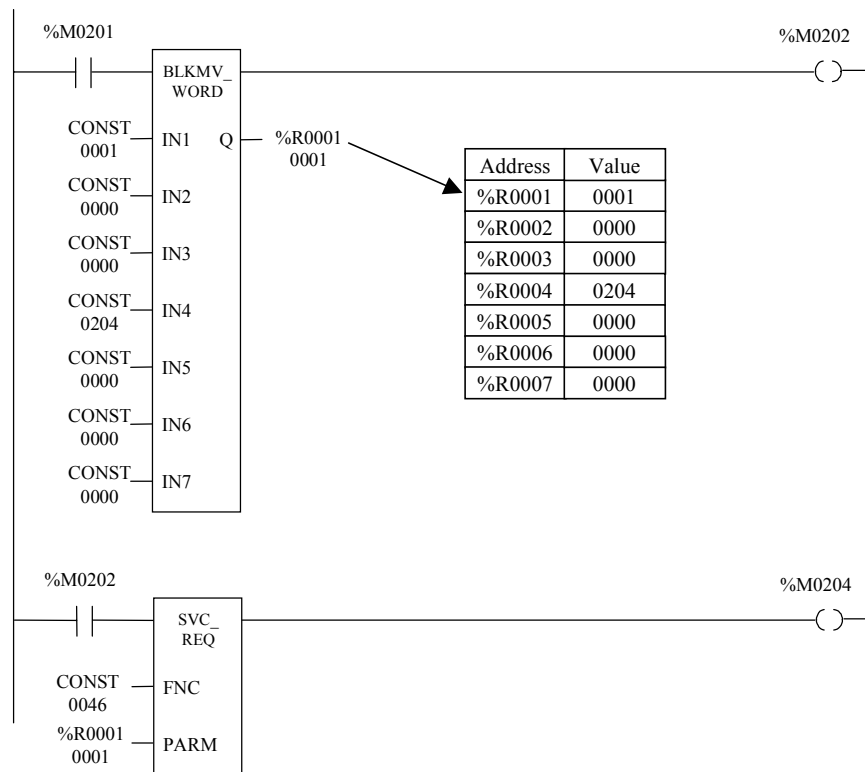 %M0201
%M0202
BLKMV_
WORD
CONST
0001
IN1
Q
%R0001
0001
CONST
0000
IN2
CONST
0000
IN3
CONST
0204
IN4
CONST
0000
IN5
CONST
0000
IN6
CONST
0000
IN7
Address Value
%R0001 0001
%R0002 0000
%R0003 0000
%R0004 0204
%R0005 0000
%R0006 0000
%R0007 0000
%M0202
%M0204
SVC_
REQ
CONST
0046
FNC
%R0001
0001
PARM